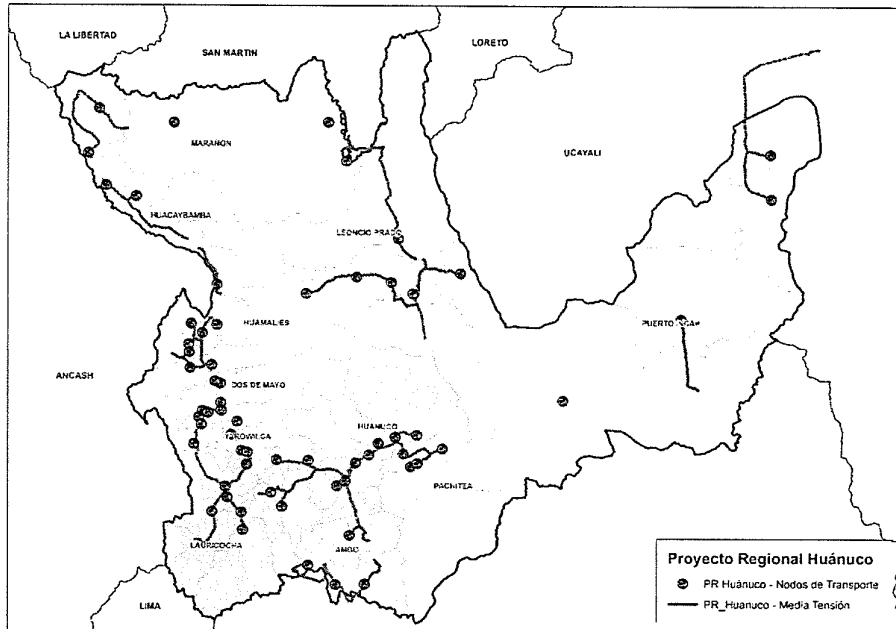 LA LIBERTAD
SAN MARTIN
LORETO
UCAYALI
MARAÑON
HUACAYBAMBA
LEONCIO PRADO
HUAMALIES
PUERTO INCA
ANCASH
DOS DE MAYO
HUANUCO
YAROWILCA
PACHITEA
LAURICOCHA
AMBO
LIMA
Proyecto Regional Huánuco
PR Huánuco - Nodos de Transporte
PR_Huanuco - Media Tensión